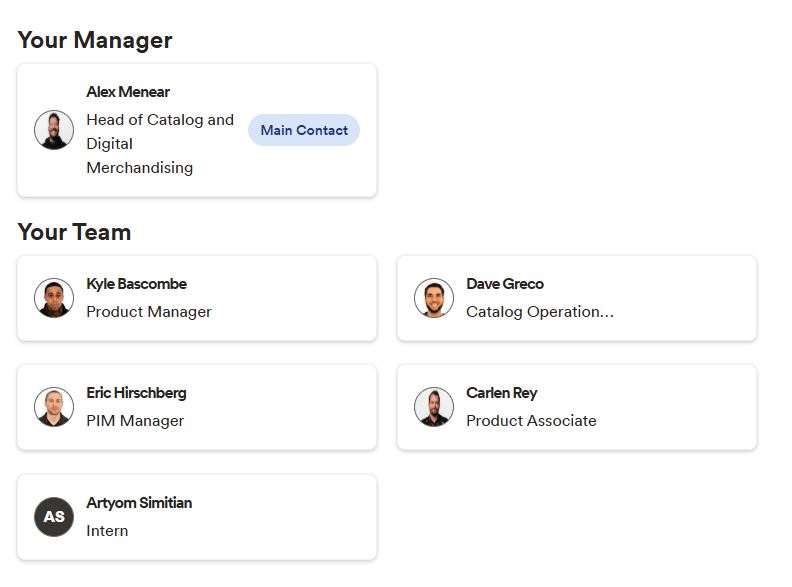 Your Manager
Alex Menear
Head of Catalog and
Digital
Merchandising
Main Contact
Your Team
Kyle Bascombe
Product Manager
Dave Greco
Catalog Operation...
Eric Hirschberg
PIM Manager
Carlen Rey
Product Associate
AS
Artyom Simitian
Intern